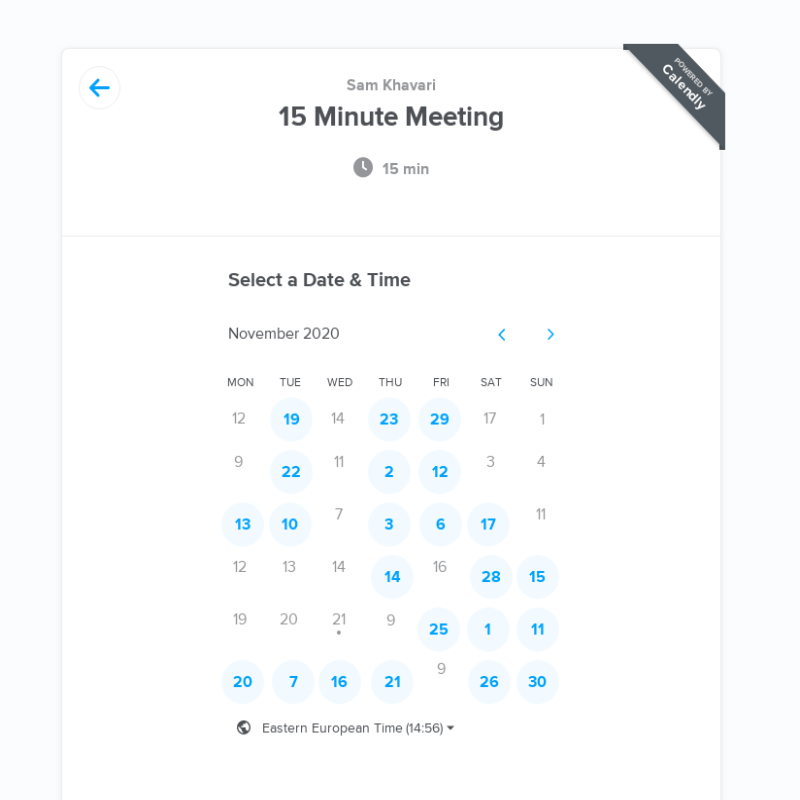 POWERED BY
Calendly
Sam Khavari
15 Minute Meeting
15 min
Select a Date & Time
November 2020
MON TUE WED THU FRI SAT SUN
12 19 14 23 29 17 1
9 22 11 2 12 3 4
13 10 7 3 6 17 11
12 13 14 14 16 28 15
19 20 21 9 25 1 11
20 7 16 21 9 26 30
Eastern European Time (14:56)